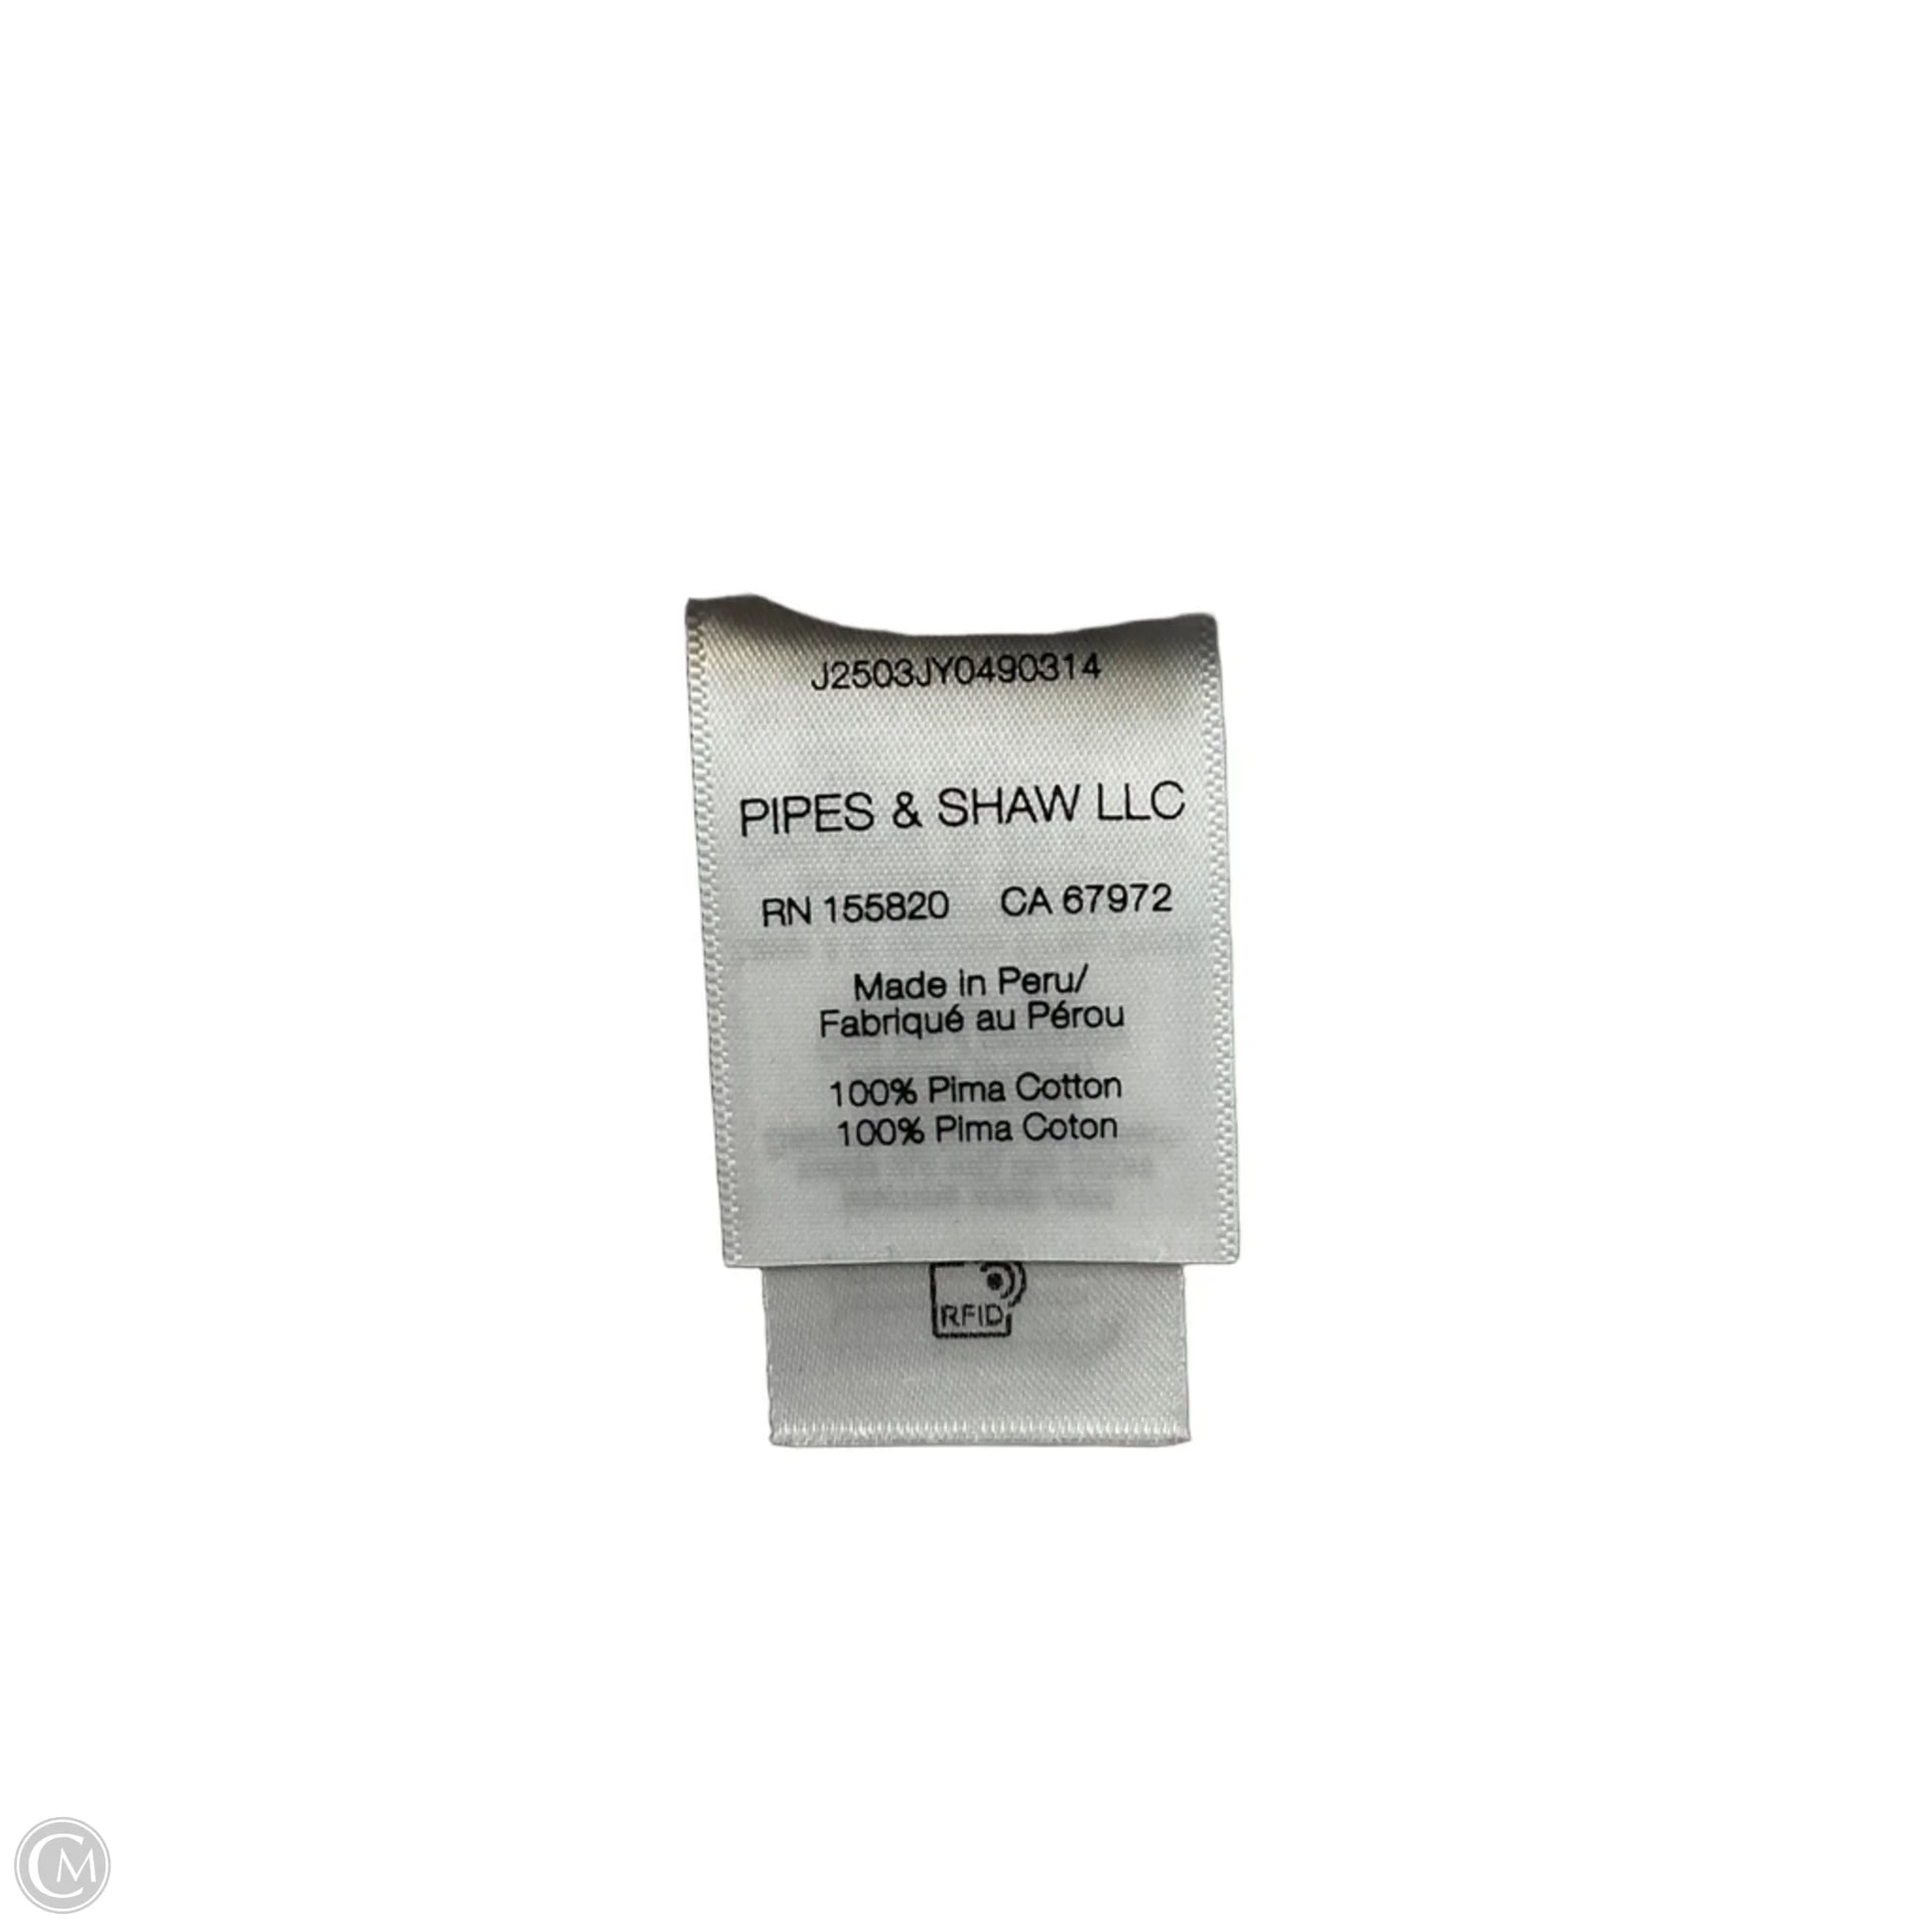 J2503JY0490314
PIPES & SHAW LLC
RN 155820 CA 67972
Made in Peru/
Fabriqué au Pérou
100% Pima Cotton
100% Pima Coton
RFID
CM